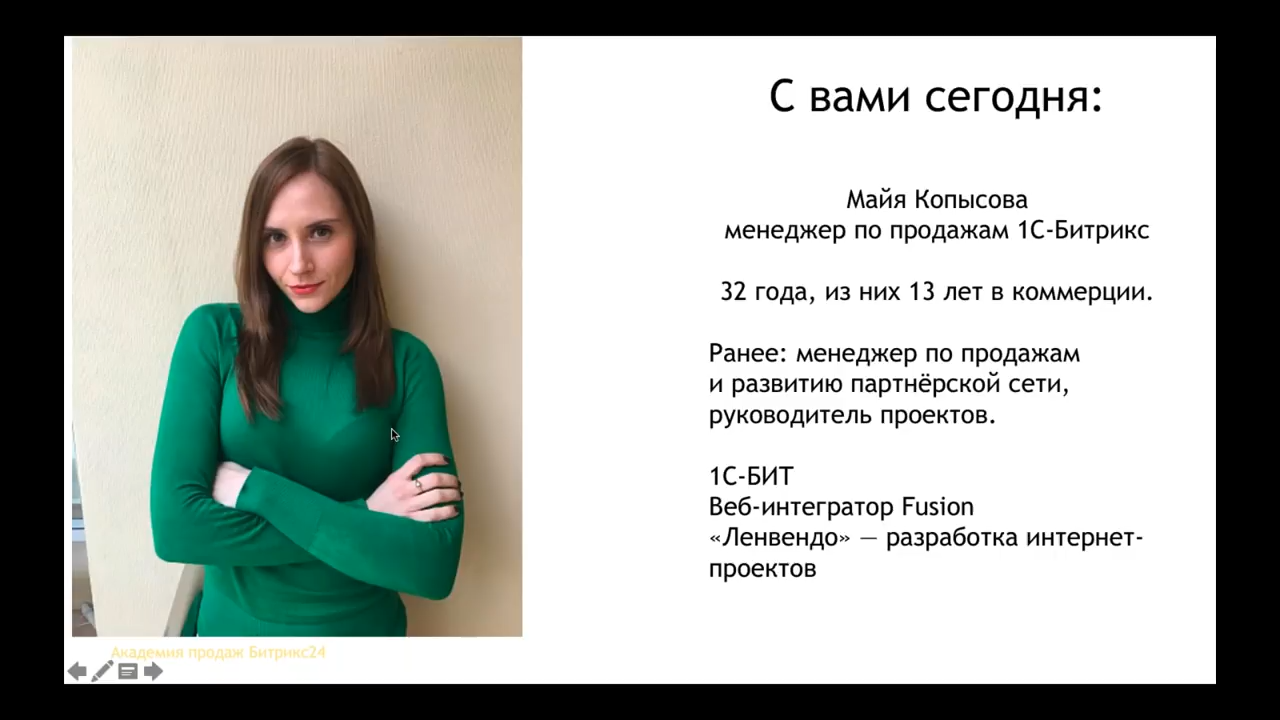 С вами сегодня:
Майя Копысова
менеджер по продажам 1С-Битрикс
32 года, из них 13 лет в коммерции.
Ранее: менеджер по продажам
и развитию партнёрской сети,
руководитель проектов.
1С-БИТ
Веб-интегратор Fusion
«Ленвендо» — разработка интернет-
проектов
Академия продаж Битрикс24